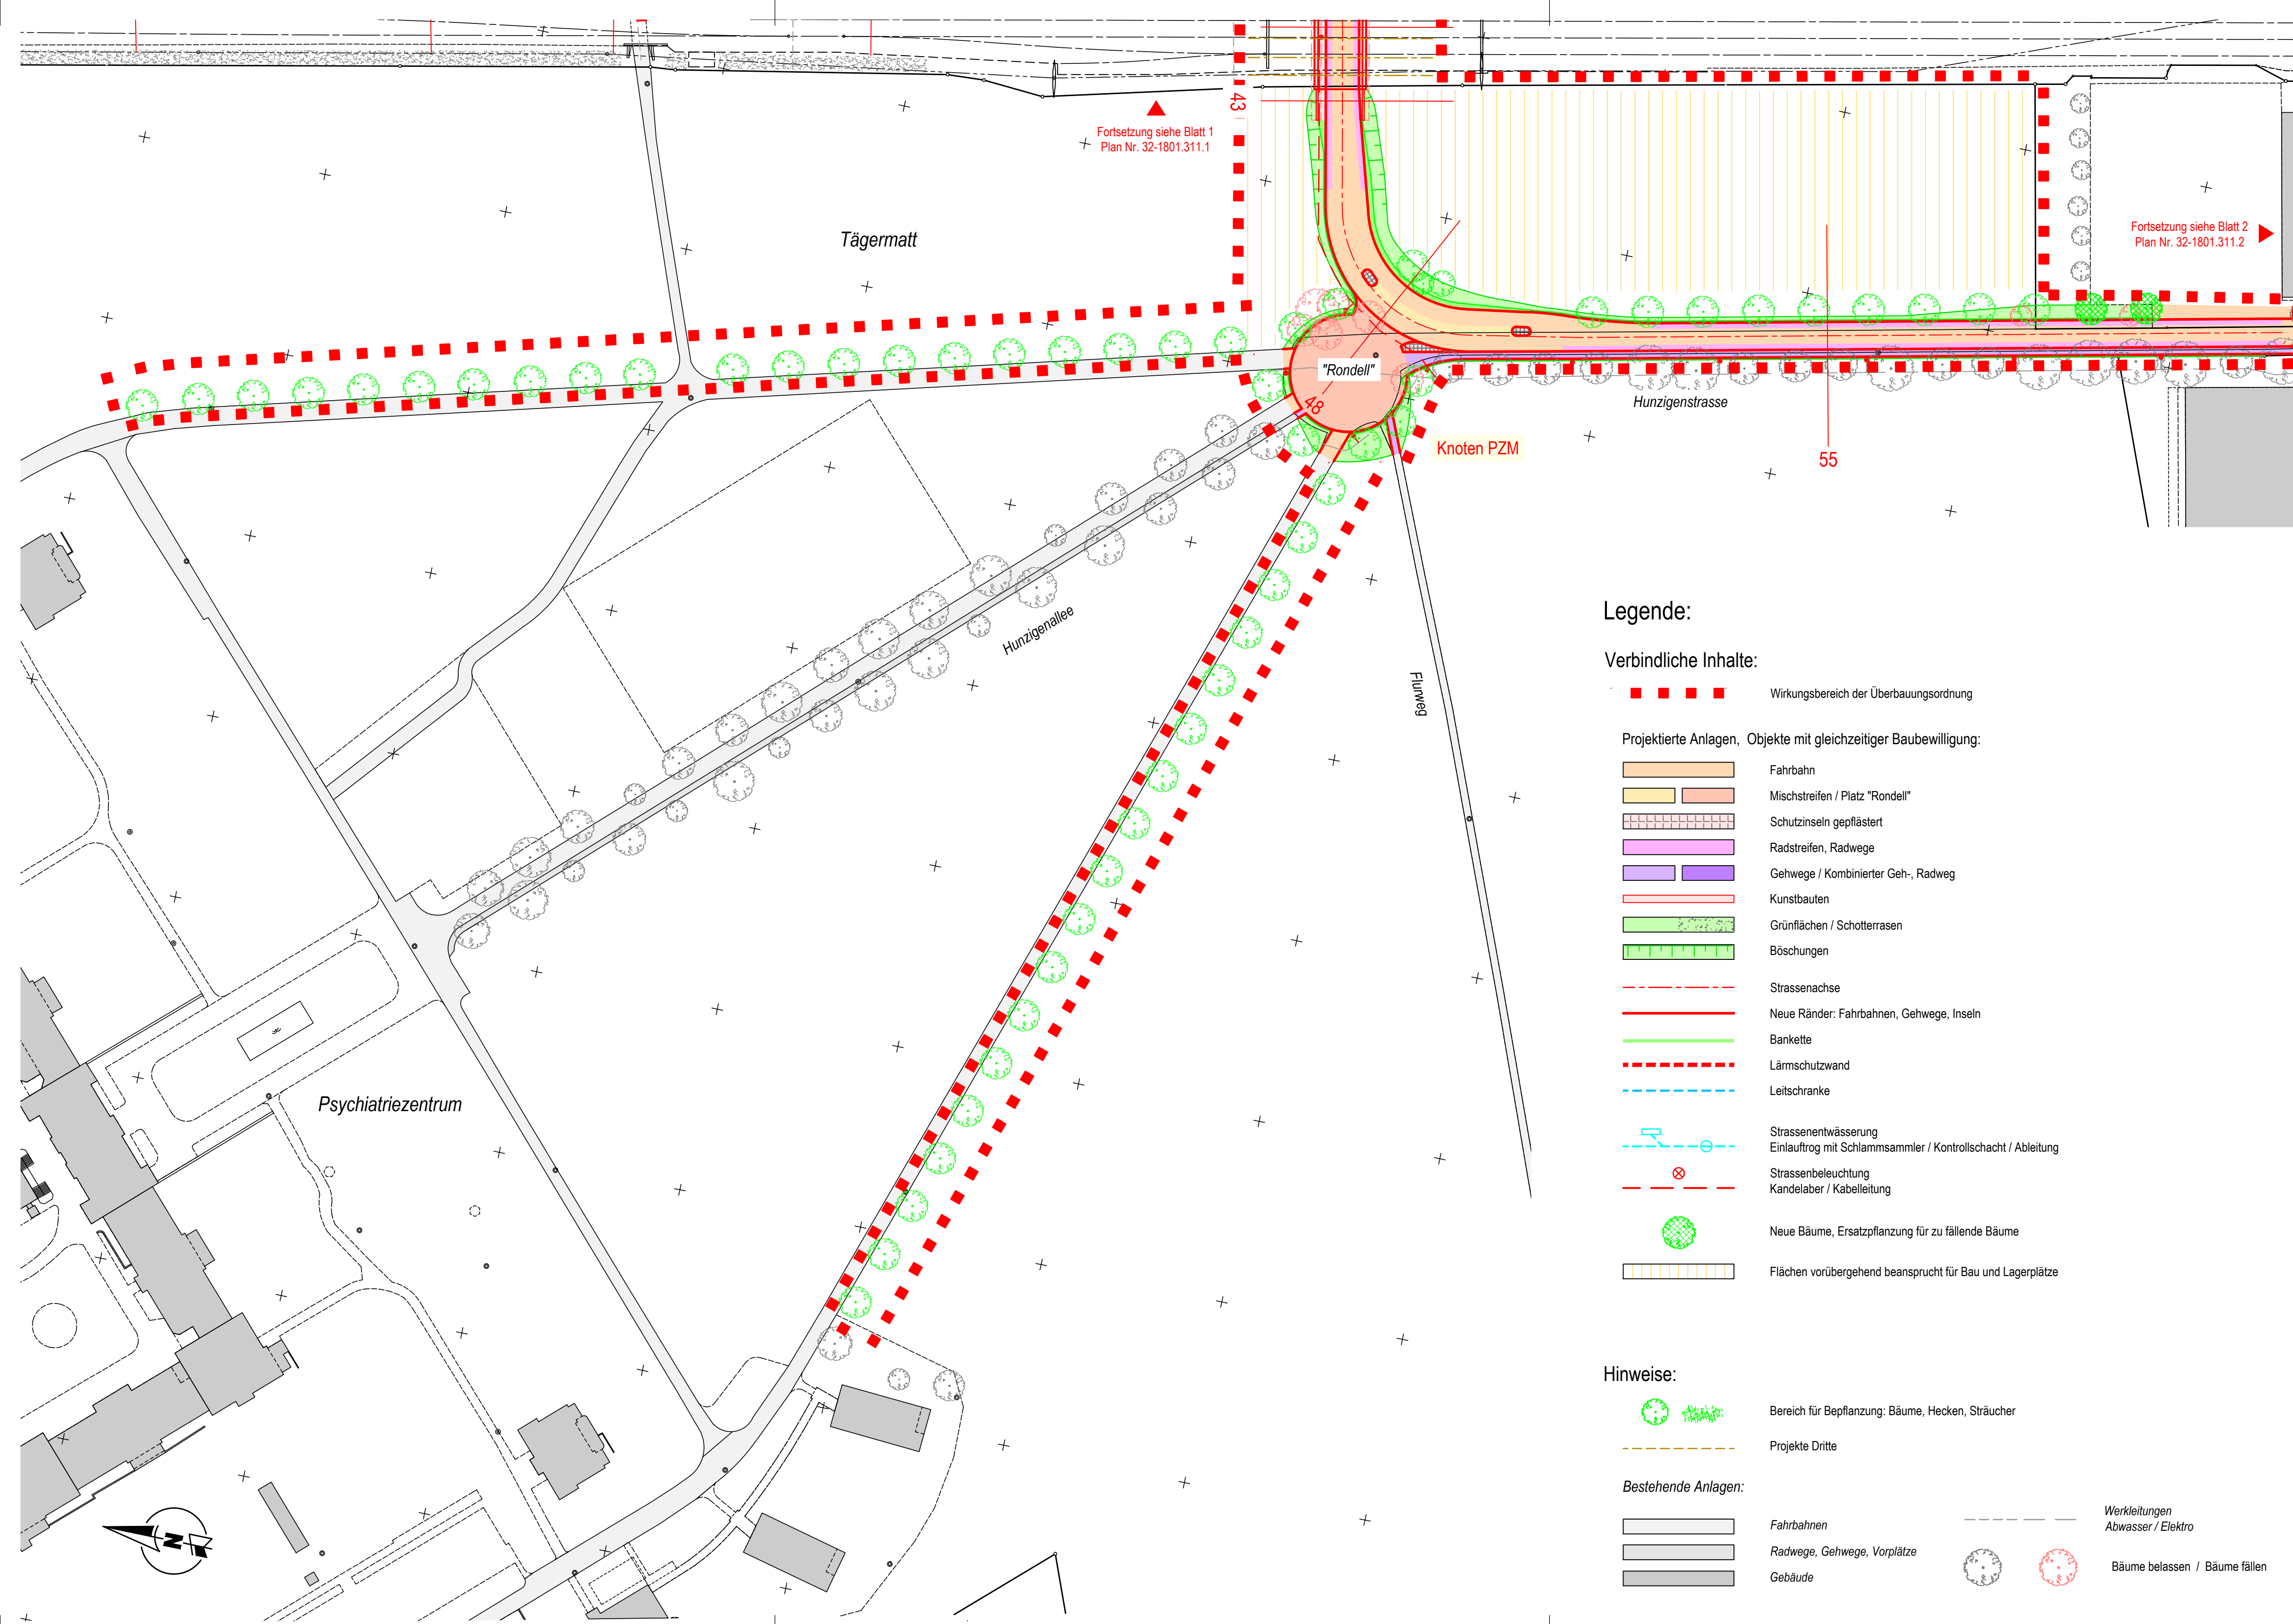 43
Fortsetzung siehe Blatt 1
Plan Nr. 32-1801.311.1
Tägermatt
Fortsetzung siehe Blatt 2
Plan Nr. 32-1801.311.2
"Rondell"
48
Hunzigenstrasse
Knoten PZM
55
Hunzigenallee
Flurweg
Psychiatriezentrum
N
Legende:
Verbindliche Inhalte:
Wirkungsbereich der Überbauungsordnung
Projektierte Anlagen, Objekte mit gleichzeitiger Baubewilligung:
Fahrbahn
Mischstreifen / Platz "Rondell"
Schutzinseln gepflästert
Radstreifen, Radwege
Gehwege / Kombinierter Geh-, Radweg
Kunstbauten
Grünflächen / Schotterrasen
Böschungen
Strassenachse
Neue Ränder: Fahrbahnen, Gehwege, Inseln
Bankette
Lärmschutzwand
Leitschranke
Strassenentwässerung
Einlauftrog mit Schlammsammler / Kontrollschacht / Ableitung
Strassenbeleuchtung
Kandelaber / Kabelleitung
Neue Bäume, Ersatzpflanzung für zu fällende Bäume
Flächen vorübergehend beansprucht für Bau und Lagerplätze
Hinweise:
Bereich für Bepflanzung: Bäume, Hecken, Sträucher
Projekte Dritte
Bestehende Anlagen:
Fahrbahnen
Radwege, Gehwege, Vorplätze
Gebäude
Werkleitungen
Abwasser / Elektro
Bäume belassen / Bäume fällen